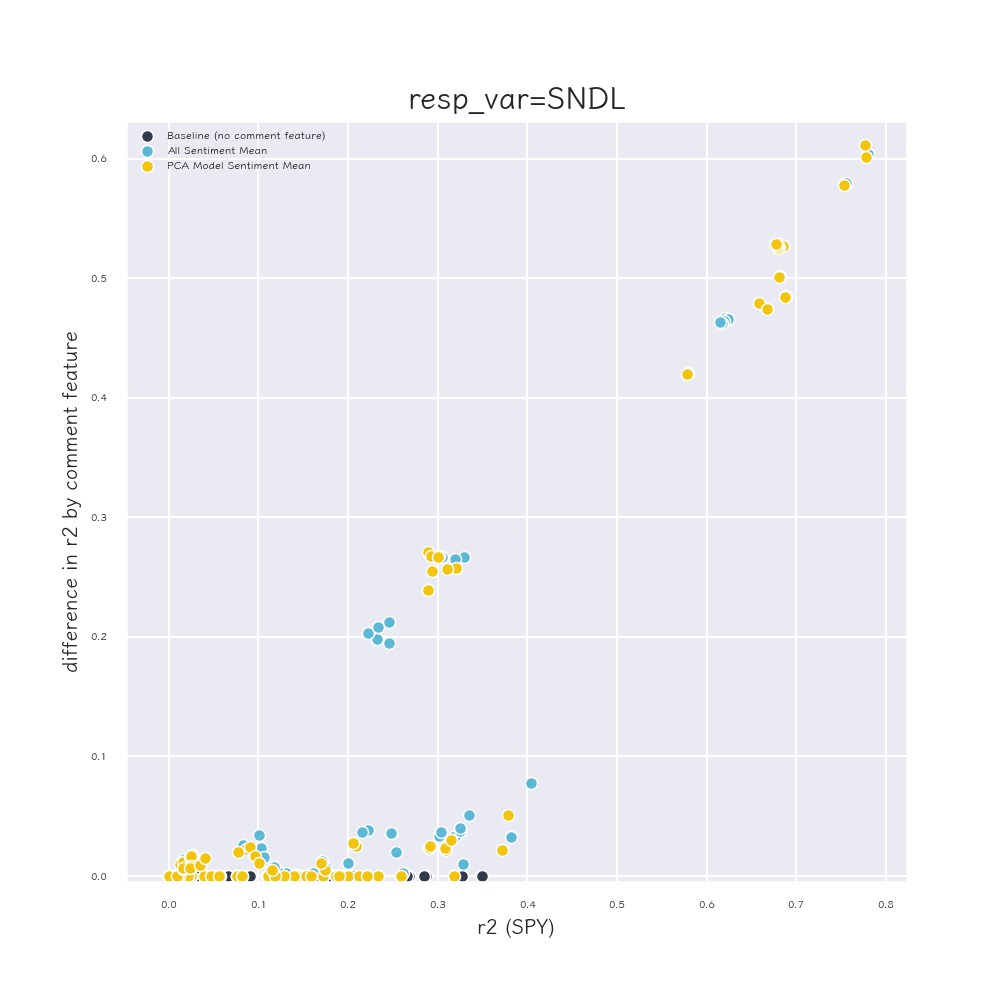 resp_var=SNDL
Baseline (no comment feature)
All Sentiment Mean
PCA Model Sentiment Mean
0.6
0.5
0.4
0.3
0.2
0.1
0.0
difference in r2 by comment feature
0.0 0.1 0.2 0.3 0.4 0.5 0.6 0.7 0.8
r2 (SPY)